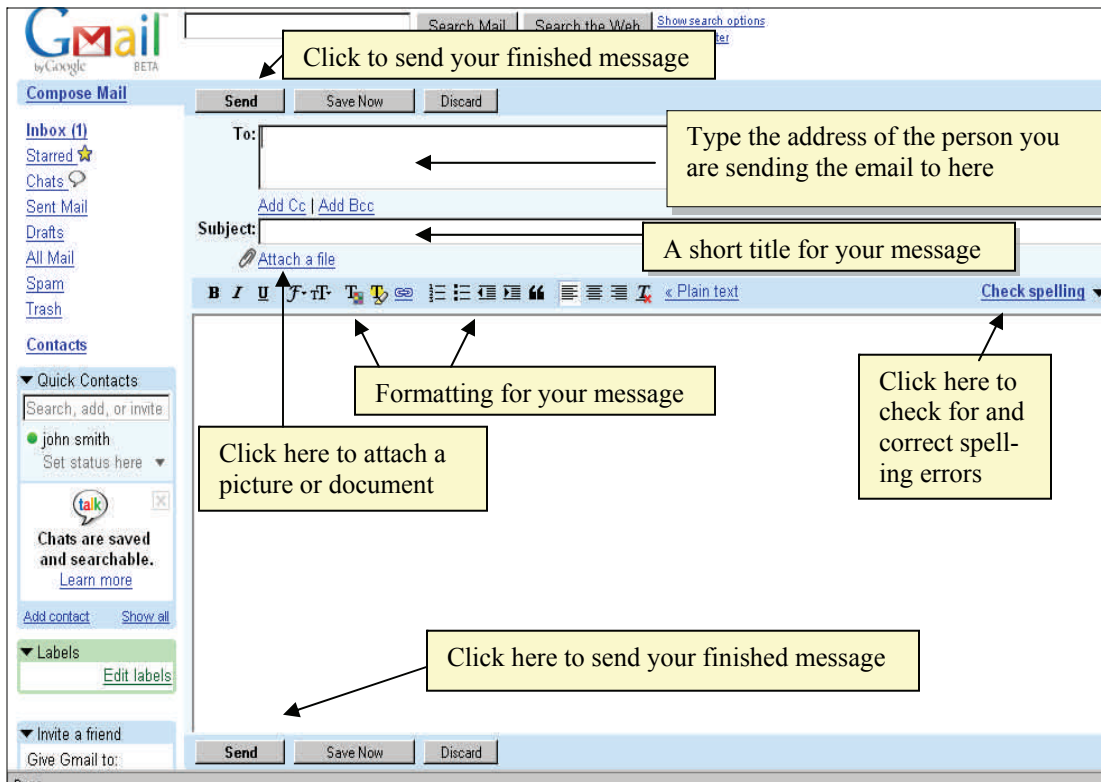 Gmail
by Google BETA
Search Mail
Search the Web
Show search options
Click to send your finished message
Compose Mail
Send
Save Now
Discard
Inbox (1)
Starred
Chats
Sent Mail
Drafts
All Mail
Spam
Trash
Contacts
To:
Type the address of the person you
are sending the email to here
Add Cc | Add Bcc
Subject:
A short title for your message
Attach a file
B I U
« Plain text
Check spelling
Formatting for your message
Click here to
check for and
correct spell-
ing errors
Click here to attach a
picture or document
Quick Contacts
Search, add, or invite
john smith
Set status here
talk
Chats are saved
and searchable.
Learn more
Add contact
Show all
Labels
Edit labels
Click here to send your finished message
Invite a friend
Give Gmail to:
Send
Save Now
Discard